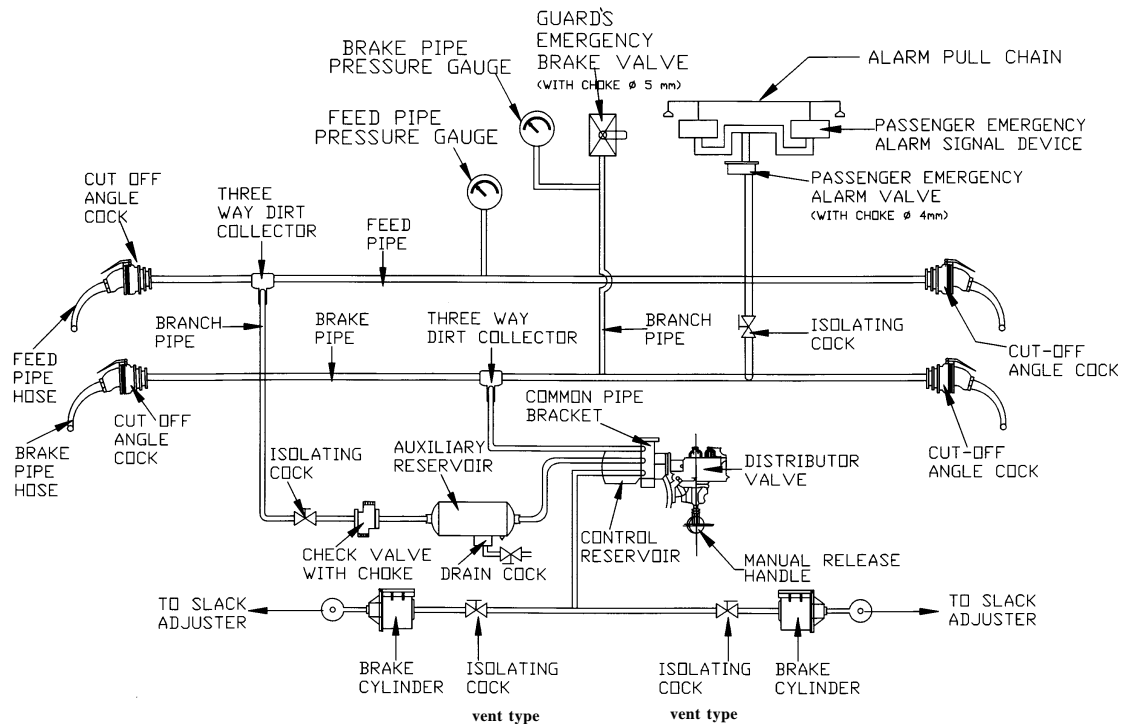 GUARD'S
EMERGENCY
BRAKE VALVE
(WITH CHOKE ø 5 mm)
BRAKE PIPE
PRESSURE GAUGE
FEED PIPE
PRESSURE GAUGE
ALARM PULL CHAIN
PASSENGER EMERGENCY
ALARM SIGNAL DEVICE
PASSENGER EMERGENCY
ALARM VALVE
(WITH CHOKE ø 4mm)
CUT OFF
ANGLE
COCK
THREE
WAY DIRT
COLLECTOR
FEED
PIPE
BRANCH
PIPE
BRAKE
PIPE
THREE WAY
DIRT COLLECTOR
BRANCH
PIPE
ISOLATING
COCK
FEED
PIPE
HOSE
CUT-OFF
ANGLE COCK
BRAKE
PIPE
HOSE
CUT OFF
ANGLE
COCK
ISOLATING
COCK
AUXILIARY
RESERVOIR
COMMON PIPE
BRACKET
DISTRIBUTOR
VALVE
CUT-OFF
ANGLE COCK
CHECK VALVE
WITH CHOKE
DRAIN COCK
CONTROL
RESERVOIR
MANUAL RELEASE
HANDLE
TO SLACK
ADJUSTER
TO SLACK
ADJUSTER
BRAKE
CYLINDER
ISOLATING
COCK
vent type
ISOLATING
COCK
vent type
BRAKE
CYLINDER